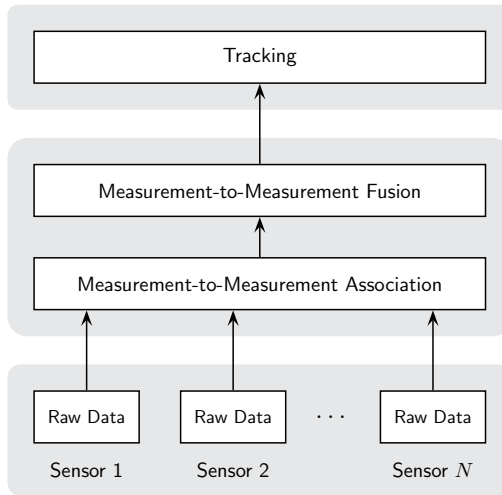 Tracking
Measurement-to-Measurement Fusion
Measurement-to-Measurement Association
Raw Data Raw Data · · · Raw Data
Sensor 1 Sensor 2 Sensor N